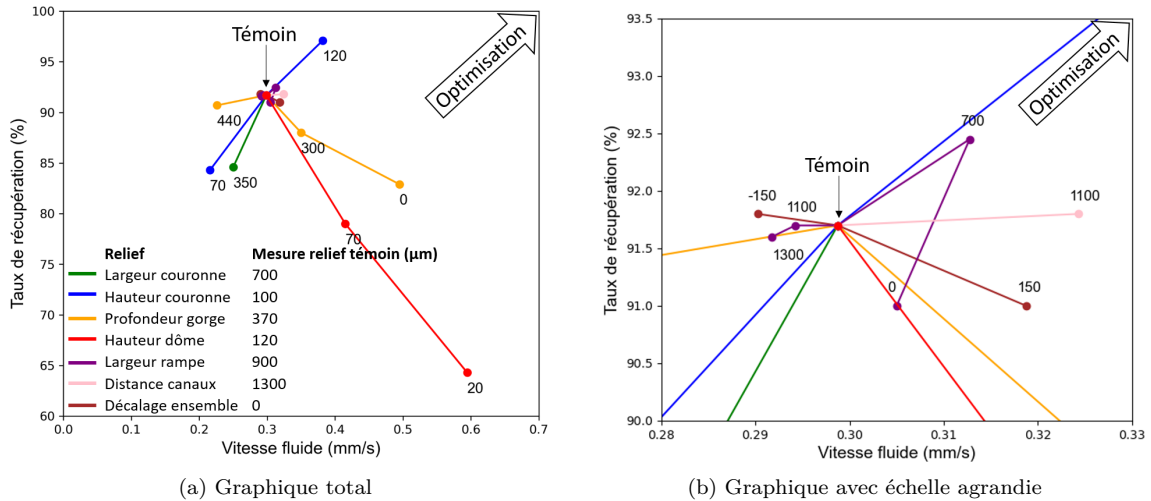 100
95
90
85
80
75
70
65
60
Taux de récupération (%)
0.0
0.1
0.2
0.3
0.4
0.5
0.6
0.7
Vitesse fluide (mm/s)
Témoin
Optimisation
120
440
300
70
350
0
70
20
Relief Mesure relief témoin (μm)
Largeur couronne 700
Hauteur couronne 100
Profondeur gorge 370
Hauteur dôme 120
Largeur rampe 900
Distance canaux 1300
Décalage ensemble 0
(a) Graphique total
93.5
93.0
92.5
92.0
91.5
91.0
90.5
90.0
Taux de récupération (%)
0.28
0.29
0.30
0.31
0.32
0.33
Vitesse fluide (mm/s)
Optimisation
700
Témoin
-150
1100
1100
1300
0
150
(b) Graphique avec échelle agrandie